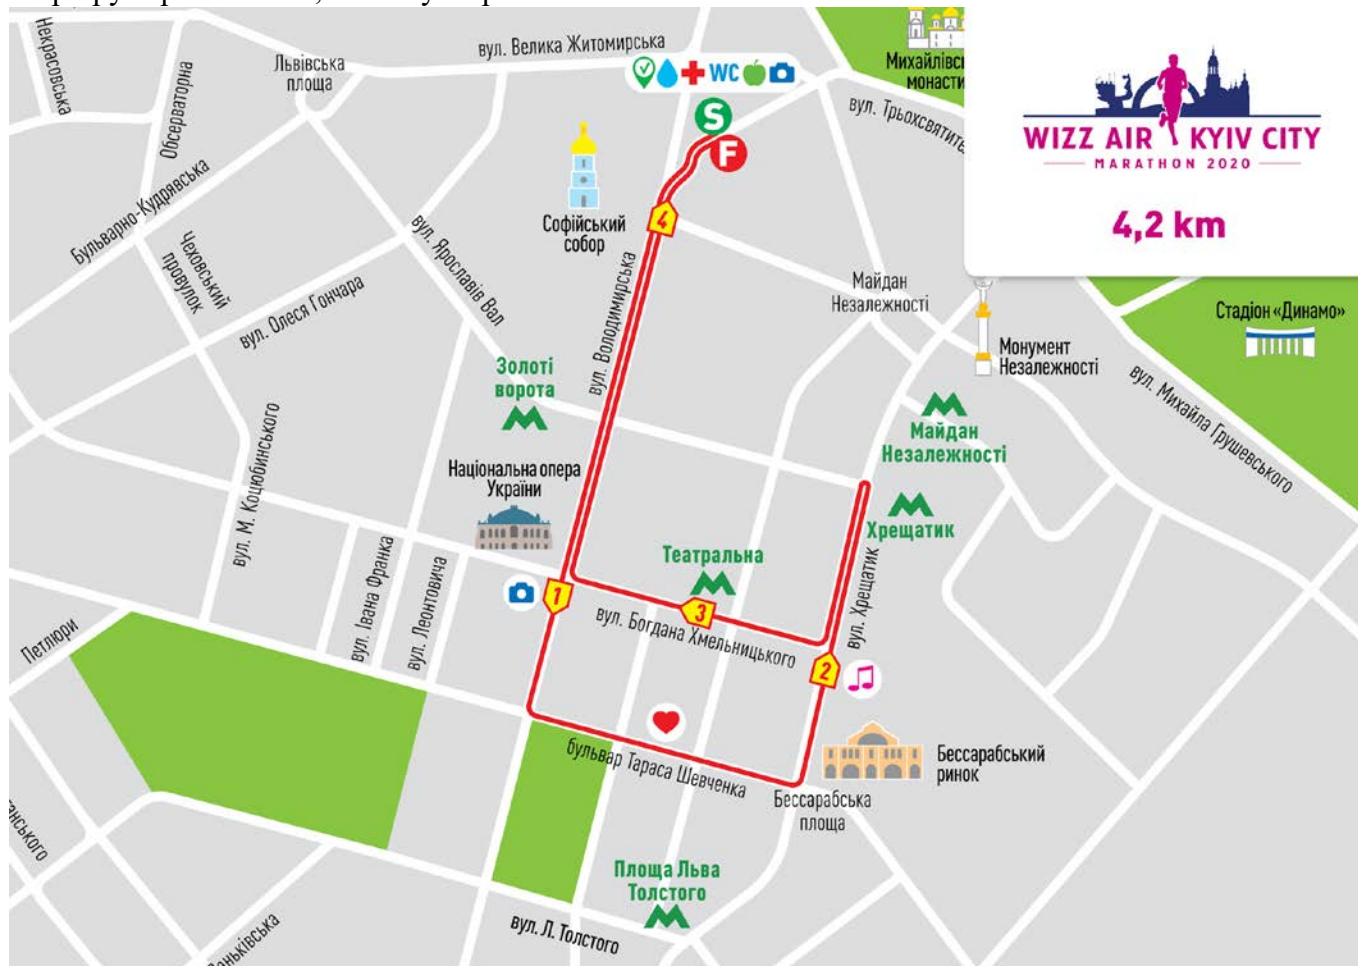 вул. Велика Житомирська
Некрасовська
Обсерваторна
Львівська
площа
WC
S
F
вул.
монасти
WIZZ AIR KYIV CITY
MARATHON 2020
4,2 km
Бульварно-Кудрявська
Чеховський
провулок
вул. Ярославів Вал
вул. Олеся Гончара
Софійський
собор
4
вул. Володимирська
Майдан
Незалежності
Монумент
Незалежності
Стадіон «Динамо»
вул. Михайла Грушевського
Золоті
ворота
Майдан
Незалежності
Хрещатик
вул. Хрещатик
Національна опера
України
вул. М. Коцюбинського
вул. Івана Франка
вул. Леонтовича
1
Театральна
3
вул. Богдана Хмельницького
2
Петлюри
бульвар Тараса Шевченка
Бессарабський
ринок
Бессарабська
площа
Площа Льва
Толстого
вул. Л. Толстого